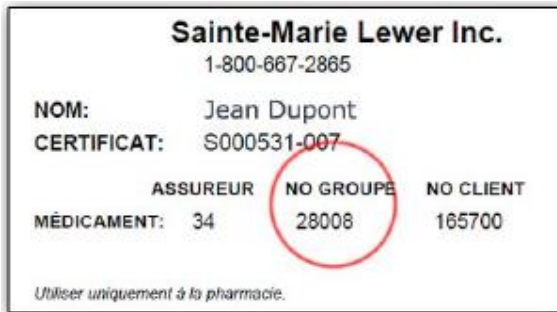 Sainte-Marie Lewer Inc.
1-800-667-2865
NOM: Jean Dupont
CERTIFICAT: S000531-007
ASSUREUR NO GROUPE NO CLIENT
MÉDICAMENT: 34 28008 165700
Utiliser uniquement á la pharmacie.